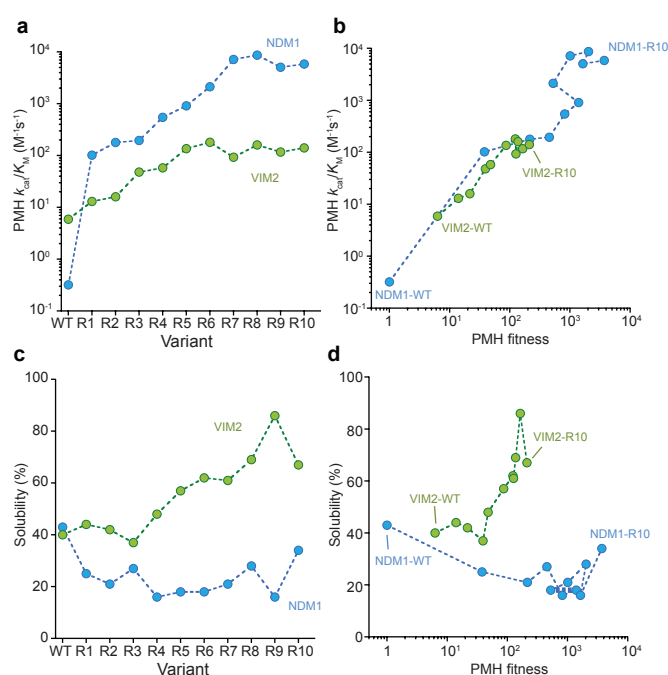 a
PMH kcat/KM (M⁻¹s⁻¹)
10⁴
10³
10²
10¹
10⁰
10⁻¹
NDM1
VIM2
WT R1 R2 R3 R4 R5 R6 R7 R8 R9 R10
Variant
b
PMH kcat/KM (M⁻¹s⁻¹)
10⁴
10³
10²
10¹
10⁰
10⁻¹
NDM1-R10
VIM2-R10
VIM2-WT
NDM1-WT
1 10¹ 10² 10³ 10⁴
PMH fitness
c
Solubility (%)
100
80
60
40
20
0
VIM2
NDM1
WT R1 R2 R3 R4 R5 R6 R7 R8 R9 R10
Variant
d
Solubility (%)
100
80
60
40
20
0
VIM2-R10
VIM2-WT
NDM1-WT
NDM1-R10
1 10¹ 10² 10³ 10⁴
PMH fitness